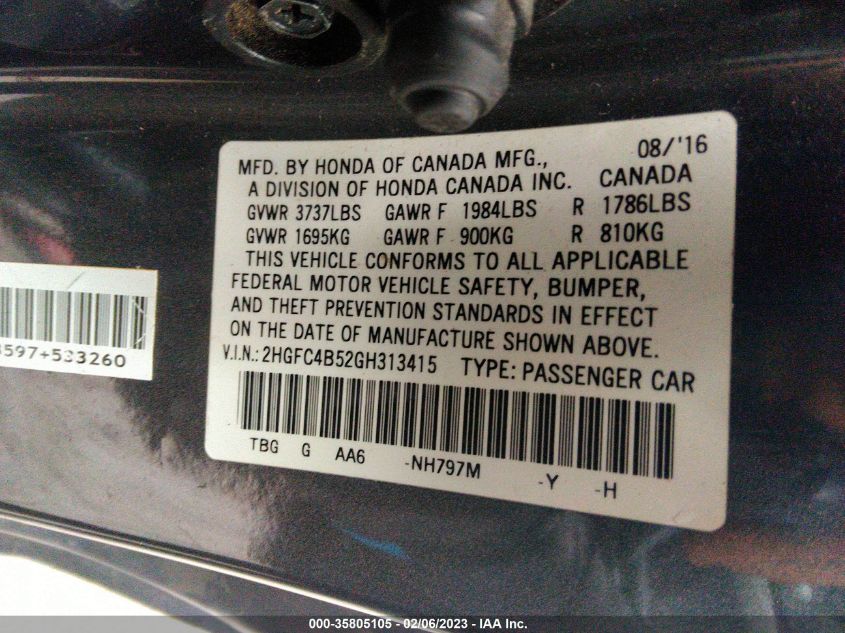 08/'16
MFD. BY HONDA OF CANADA MFG.,
A DIVISION OF HONDA CANADA INC. CANADA
GVWR 3737LBS GAWR F 1984LBS R 1786LBS
GVWR 1695KG GAWR F 900KG R 810KG
THIS VEHICLE CONFORMS TO ALL APPLICABLE
FEDERAL MOTOR VEHICLE SAFETY, BUMPER,
AND THEFT PREVENTION STANDARDS IN EFFECT
ON THE DATE OF MANUFACTURE SHOWN ABOVE.
V.I.N.: 2HGFC4B52GH313415 TYPE: PASSENGER CAR
TBG G AA6 -NH797M -Y -H
000-35805105 - 02/06/2023 - IAA Inc.